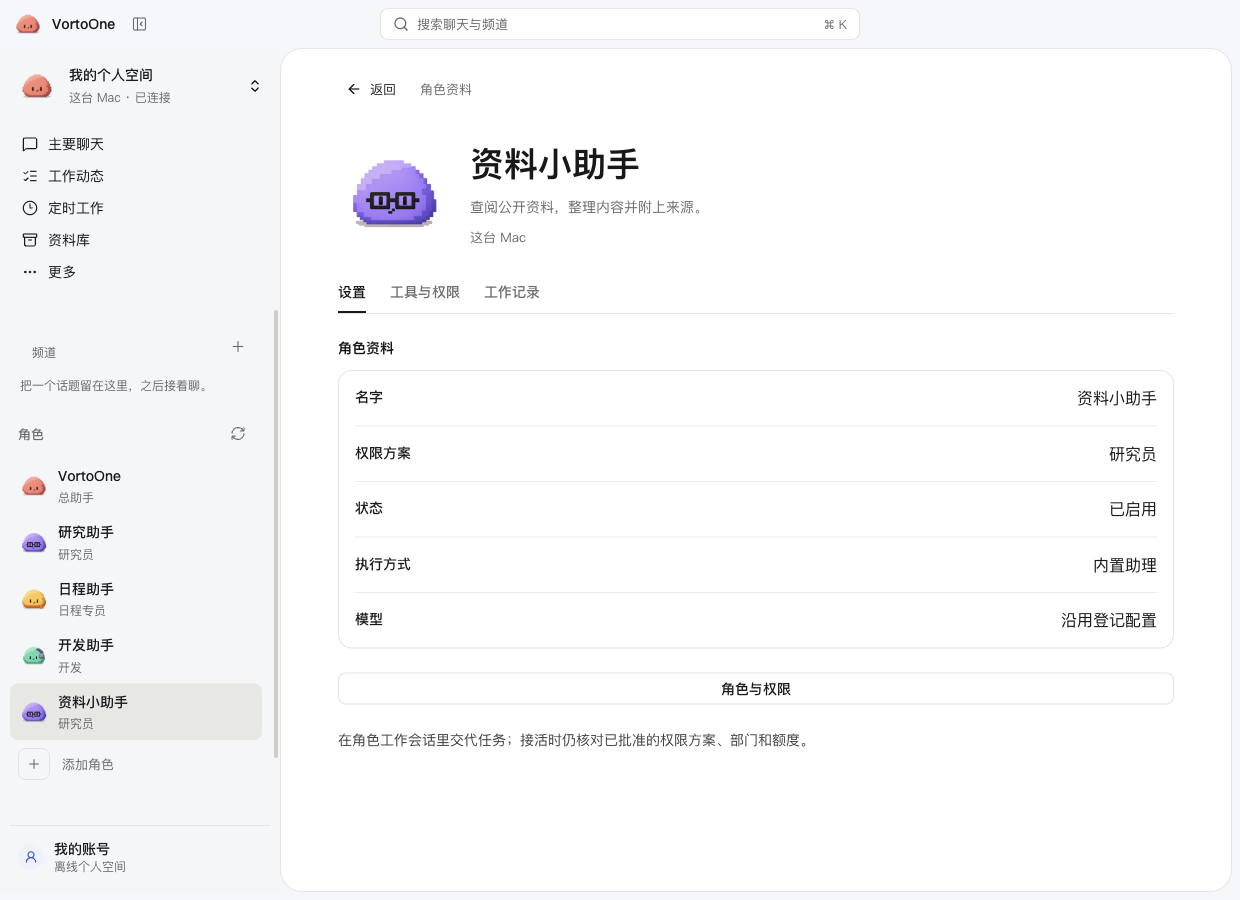 VortoOne
搜索聊天与频道
⌘ K
我的个人空间
这台 Mac · 已连接
主要聊天
工作动态
定时工作
资料库
更多
频道
把一个话题留在这里，之后接着聊。
角色
VortoOne
总助手
研究助手
研究员
日程助手
日程专员
开发助手
开发
资料小助手
研究员
添加角色
我的账号
离线个人空间
返回
角色资料
资料小助手
查阅公开资料，整理内容并附上来源。
这台 Mac
设置
工具与权限
工作记录
角色资料
名字
资料小助手
权限方案
研究员
状态
已启用
执行方式
内置助理
模型
沿用登记配置
角色与权限
在角色工作会话里交代任务；接活时仍核对已批准的权限方案、部门和额度。